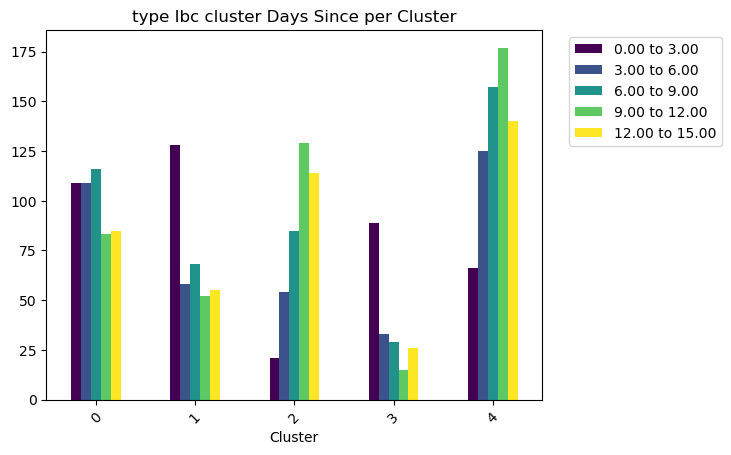 type lbc cluster Days Since per Cluster
175
150
125
100
75
50
25
0
0
1
2
3
4
Cluster
0.00 to 3.00
3.00 to 6.00
6.00 to 9.00
9.00 to 12.00
12.00 to 15.00